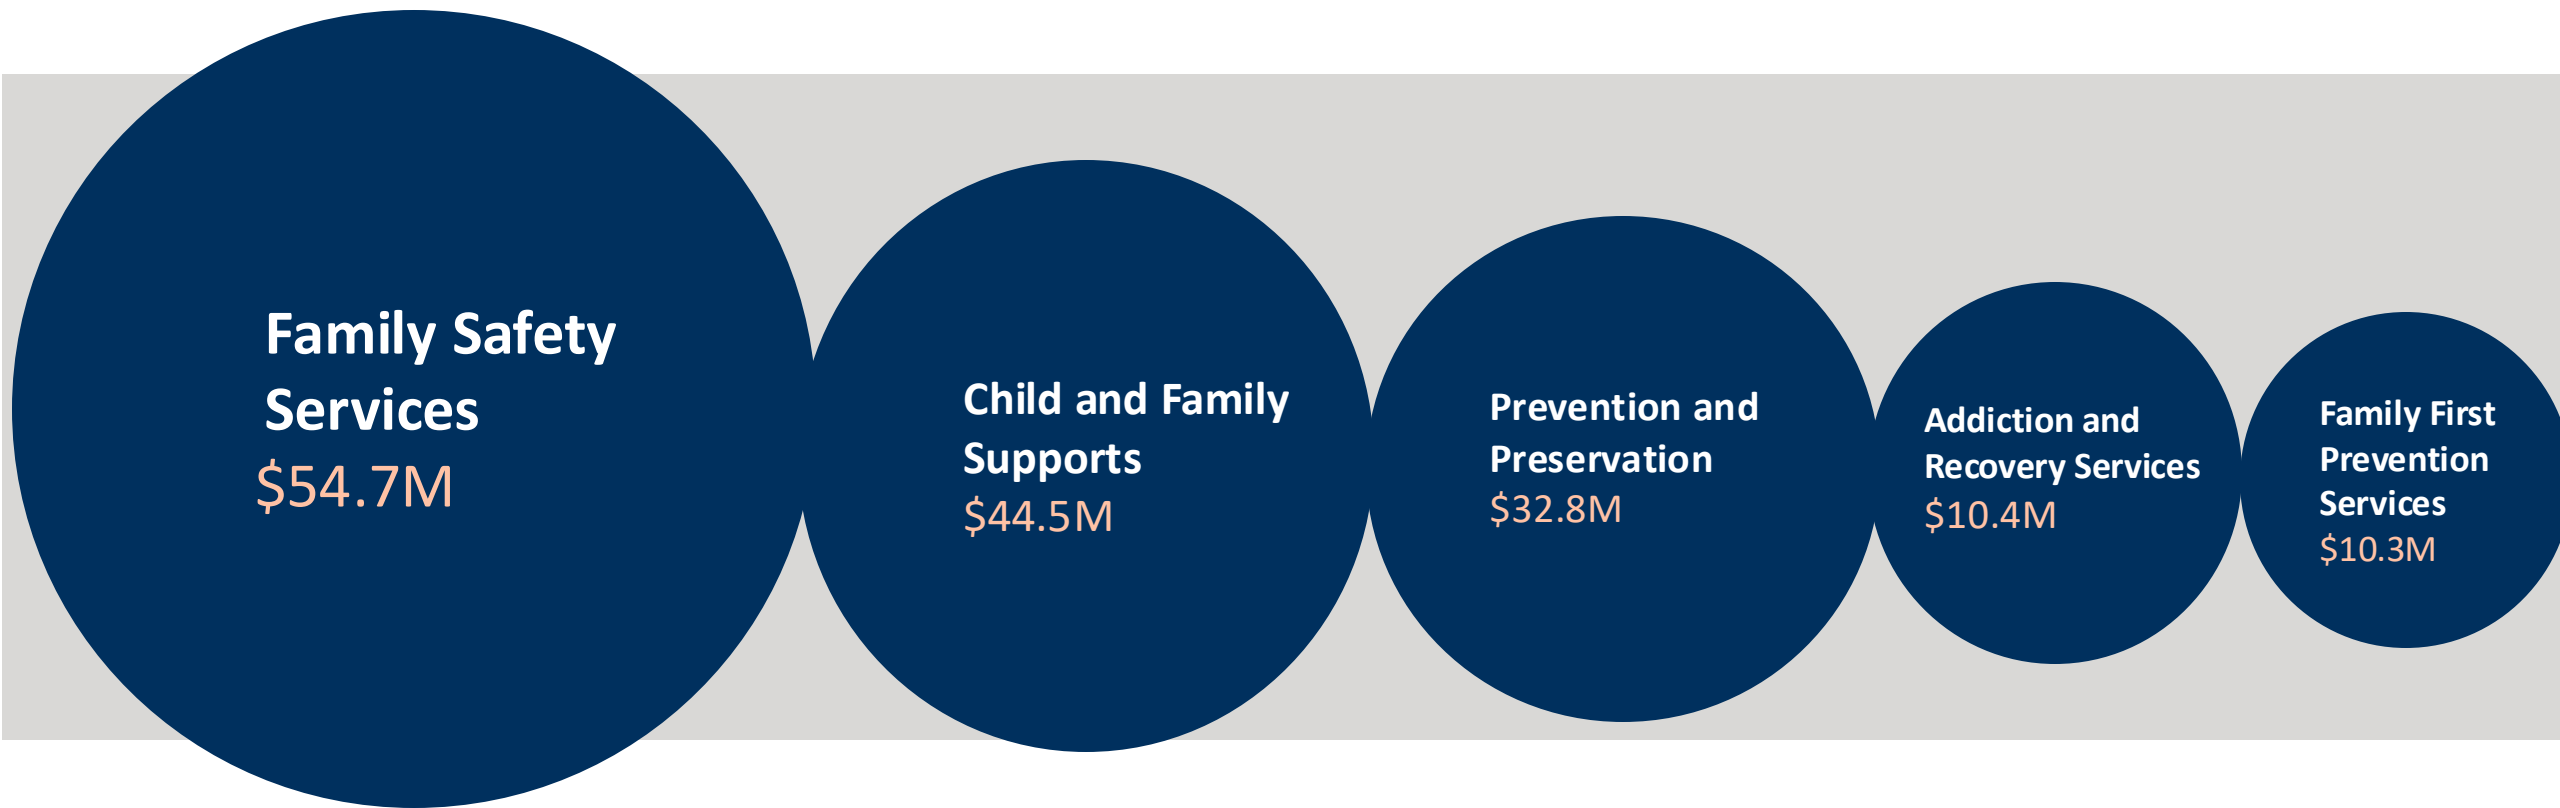 Family Safety
Services
$54.7M
Child and Family
Supports
$44.5M
Prevention and
Preservation
$32.8M
Addiction and
Recovery Services
$10.4M
Family First
Prevention
Services
$10.3M